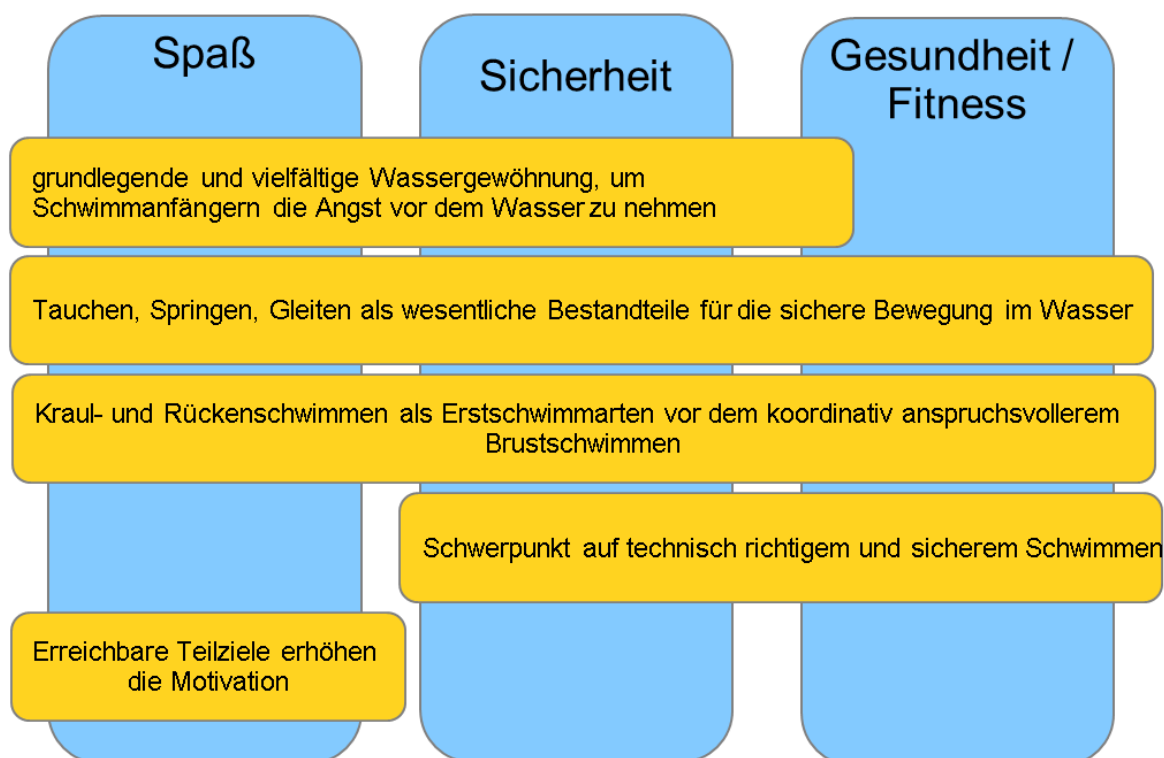 Spaß
Sicherheit
Gesundheit /
Fitness
grundlegende und vielfältige Wassergewöhnung, um
Schwimmanfängern die Angst vor dem Wasser zu nehmen
Tauchen, Springen, Gleiten als wesentliche Bestandteile für die sichere Bewegung im Wasser
Kraul- und Rückenschwimmen als Erstschwimmarten vor dem koordinativ anspruchsvollerem
Brustschwimmen
Schwerpunkt auf technisch richtigem und sicherem Schwimmen
Erreichbare Teilziele erhöhen
die Motivation